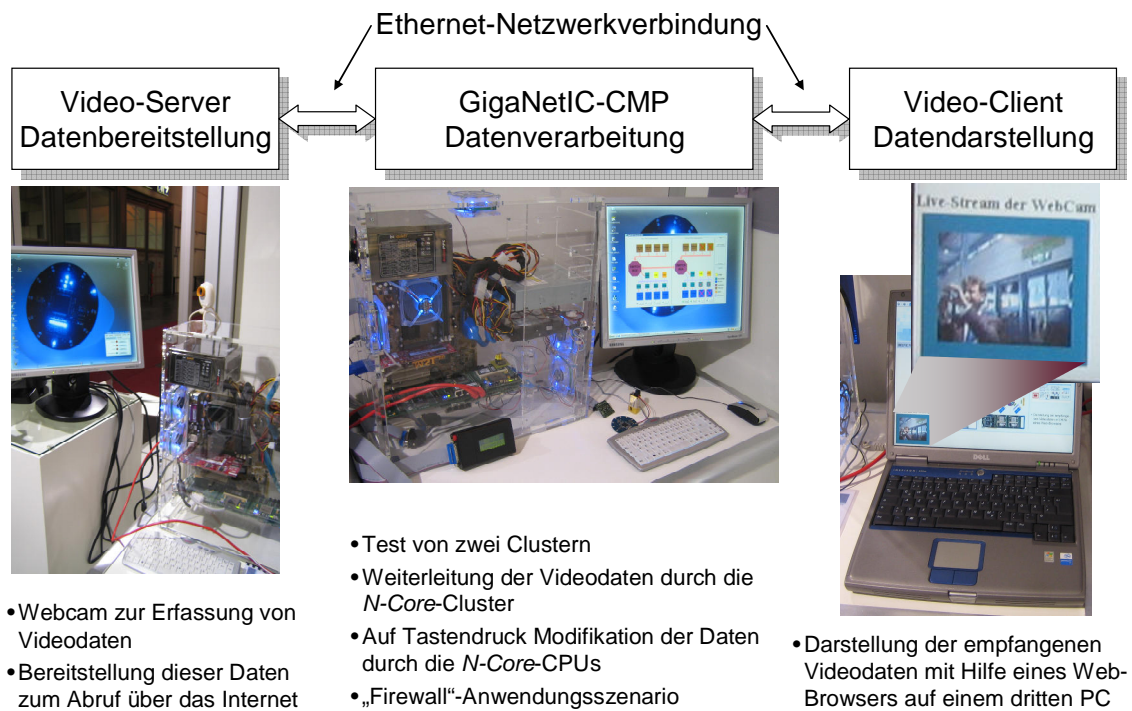 Ethernet-Netzwerkverbindung
Video-Server
Datenbereitstellung
GigaNetIC-CMP
Datenverarbeitung
Video-Client
Datendarstellung
Live-Stream der WebCam
DELL
•Webcam zur Erfassung von
Videodaten
•Bereitstellung dieser Daten
zum Abruf über das Internet
•Test von zwei Clustern
•Weiterleitung der Videodaten durch die
N-Core-Cluster
•Auf Tastendruck Modifikation der Daten
durch die N-Core-CPUs
•„Firewall“-Anwendungsszenario
•Darstellung der empfangenen
Videodaten mit Hilfe eines Web-
Browsers auf einem dritten PC